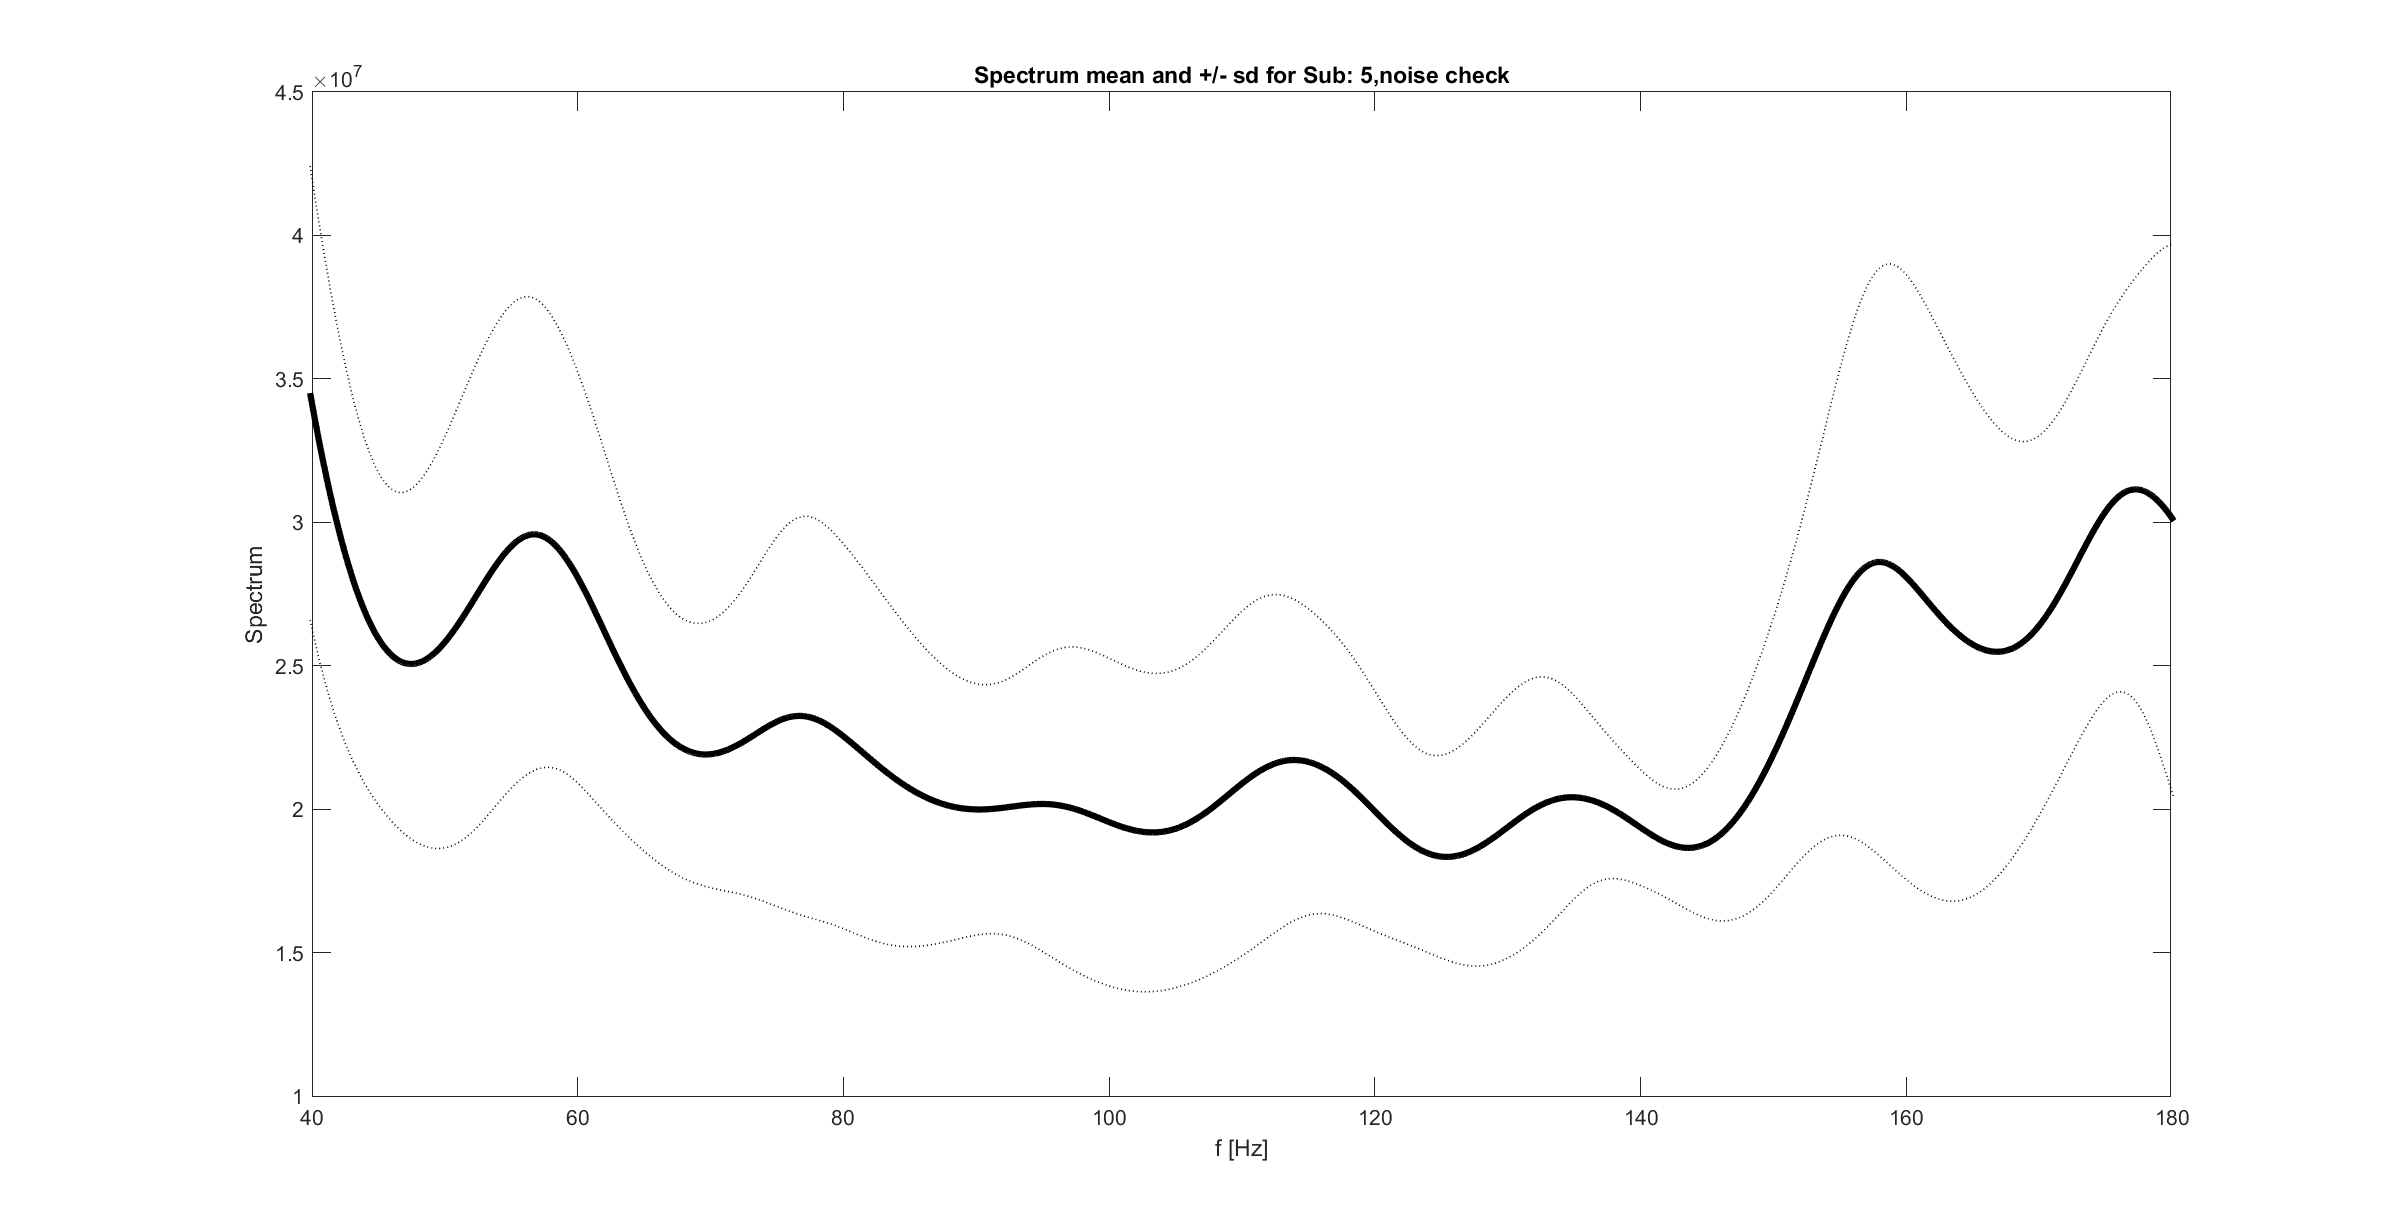 Spectrum mean and +/- sd for Sub: 5,noise check
×10⁷
4.5
4
3.5
3
2.5
2
1.5
1
Spectrum
40 60 80 100 120 140 160 180
f [Hz]